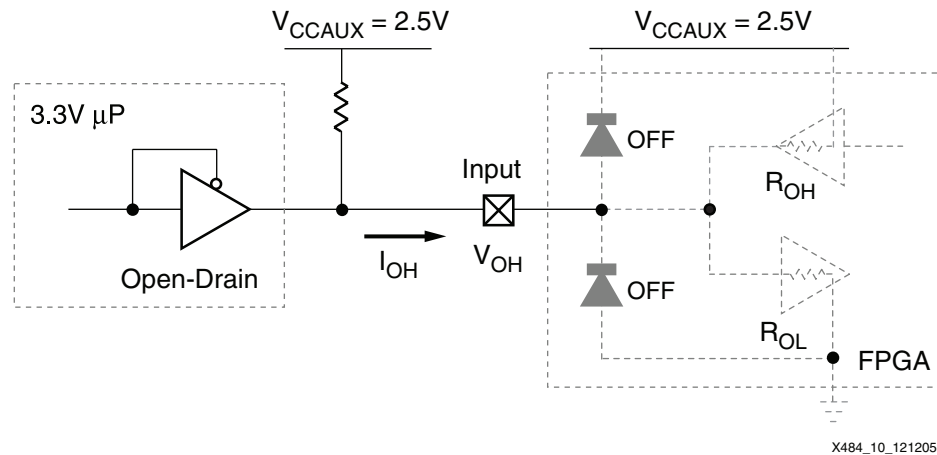 V_CCAUX = 2.5V
V_CCAUX = 2.5V
3.3V µP
OFF
Input
R_OH
Open-Drain
I_OH
V_OH
OFF
R_OL
FPGA
X484_10_121205